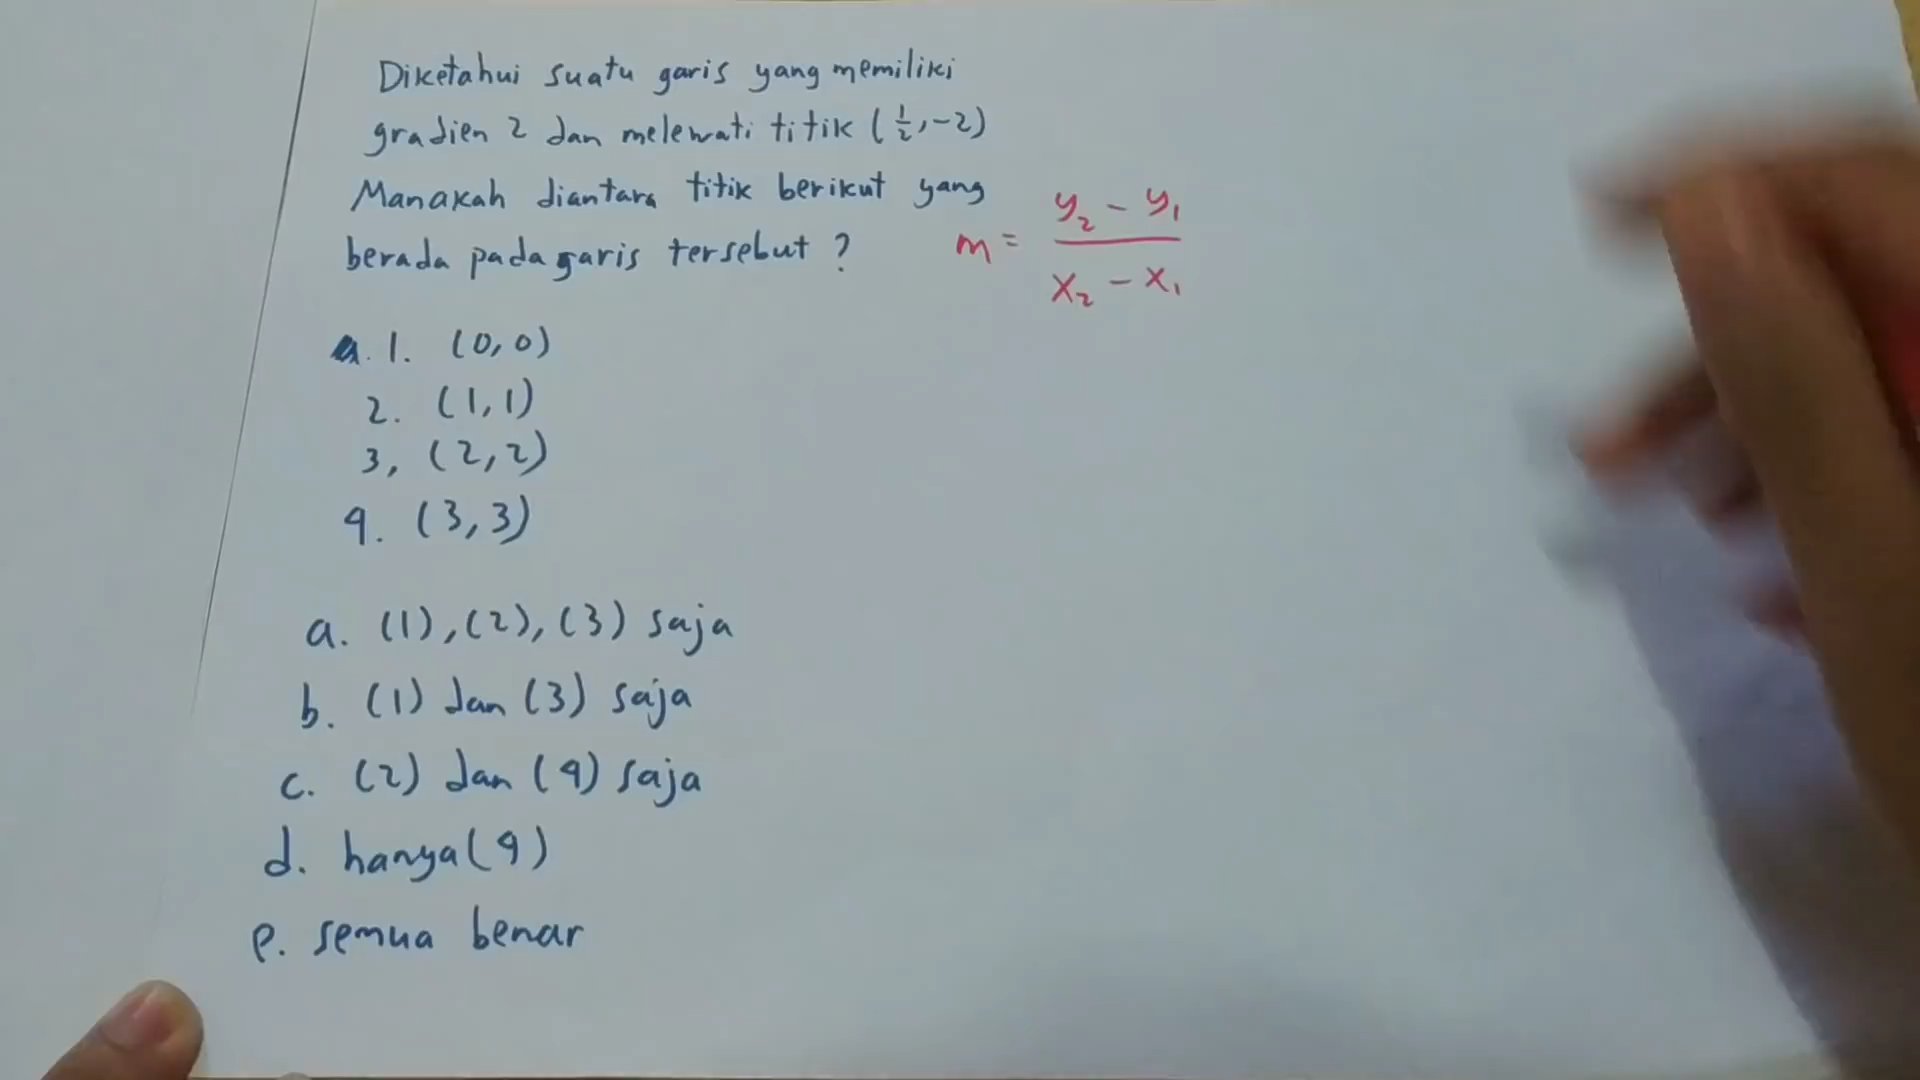 Diketahui suatu garis yang memiliki
gradien 2 dan melewati titik (½,-2)
Manakah diantara titik berikut yang
berada pada garis tersebut ?
m = y₂ - y₁ / x₂ - x₁
. 1. (0,0)
2. (1,1)
3, (2,2)
4. (3,3)
a. (1),(2),(3) saja
b. (1) dan (3) saja
c. (2) dan (4) saja
d. hanya(4)
e. semua benar